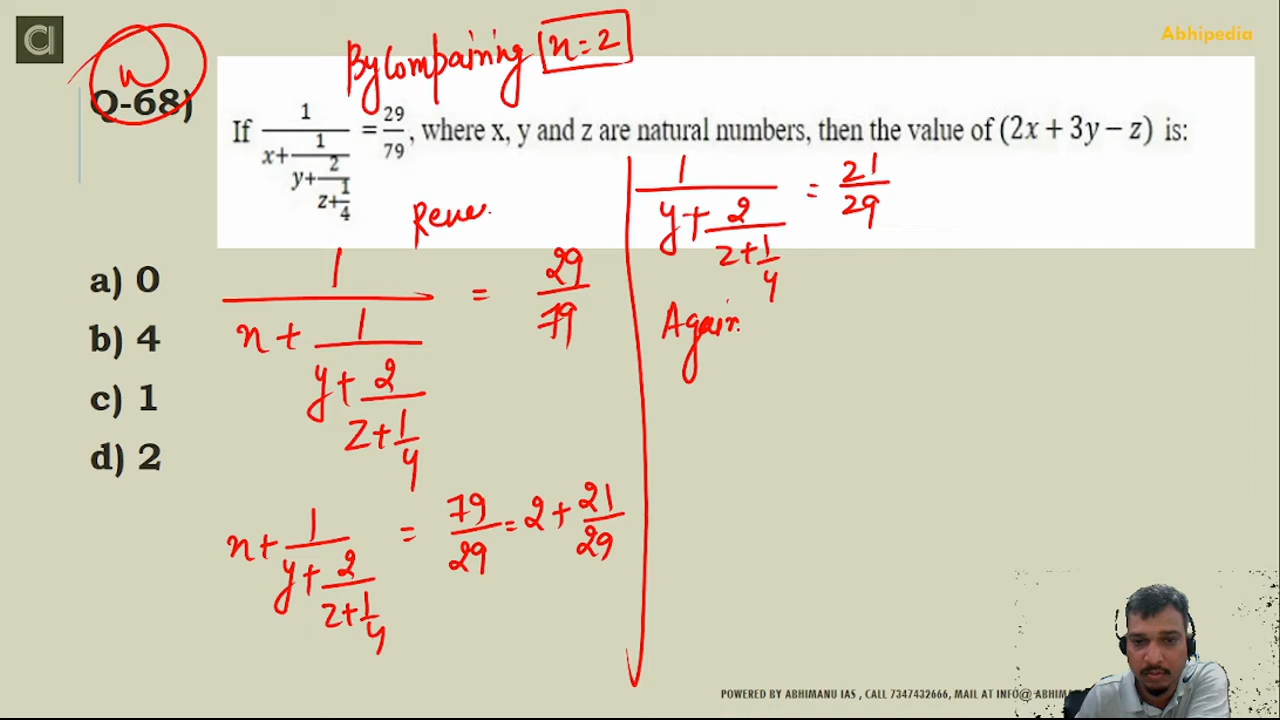 CI
Abhipedia
By Compaining x = 2
Q-68)
If 1/(x+1/(y+2/(z+1/4))) = 29/79, where x, y and z are natural numbers, then the value of (2x + 3y − z) is:
a) 0
b) 4
c) 1
d) 2
1/(x + 1/(y + 2/(z + 1/4))) = 29/79
x + 1/(y + 2/(z + 1/4)) = 79/29 = 2 + 21/29
1/(y + 2/(z + 1/4)) = 21/29
Again
POWERED BY ABHIMANU IAS , CALL 7347432666, MAIL AT INFO@ ABHIM